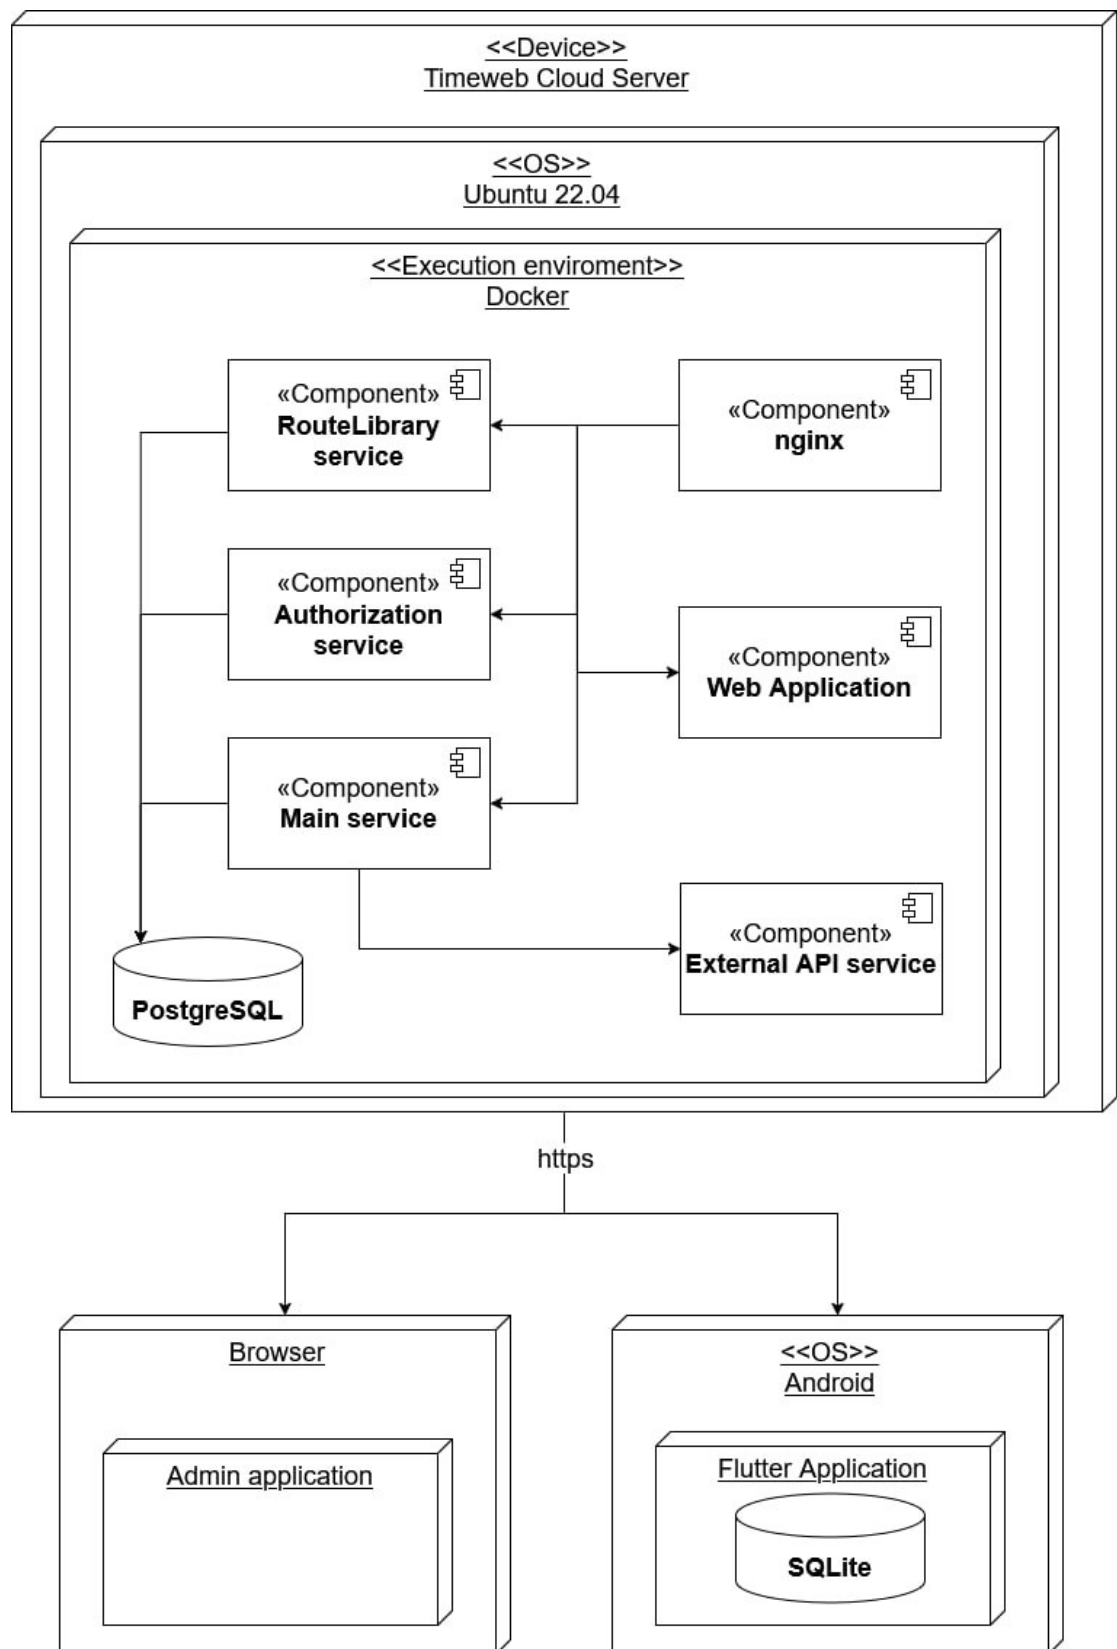 <<Device>>
Timeweb Cloud Server
<<OS>>
Ubuntu 22.04
<<Execution enviroment>>
Docker
«Component»
RouteLibrary
service
«Component»
nginx
«Component»
Authorization
service
«Component»
Web Application
«Component»
Main service
«Component»
External API service
PostgreSQL
https
Browser
Admin application
<<OS>>
Android
Flutter Application
SQLite